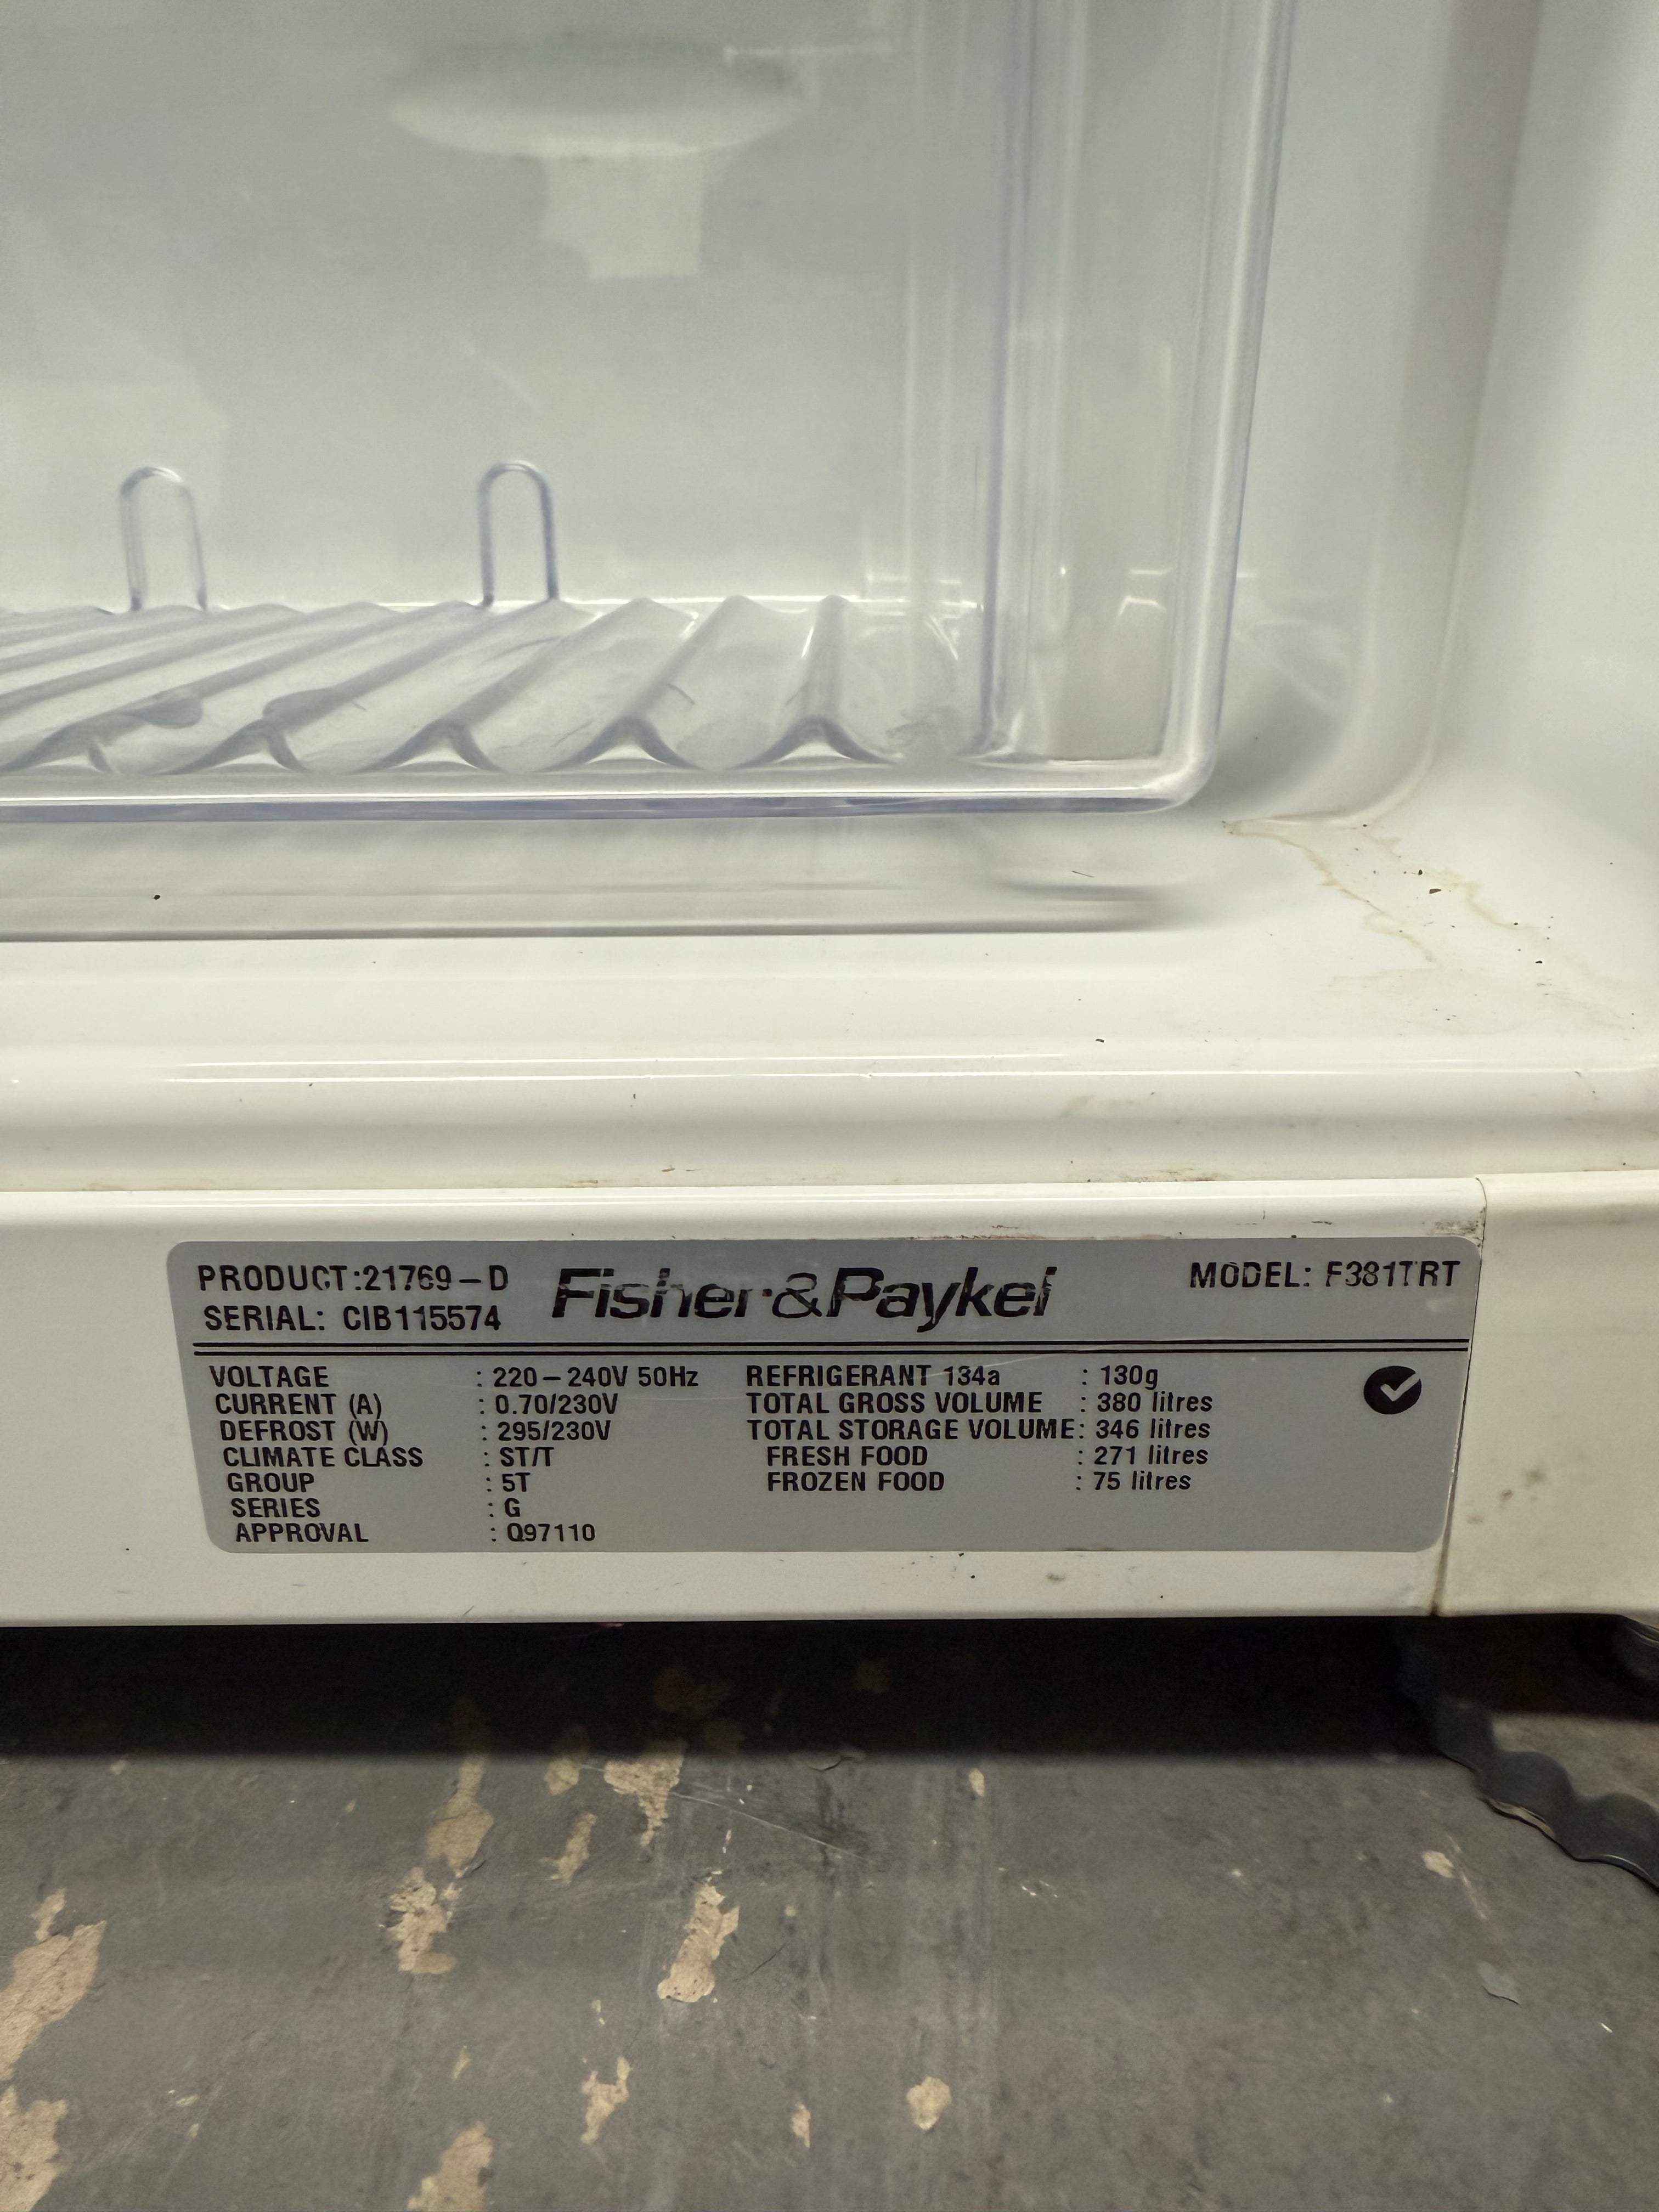 PRODUCT:21769-D
SERIAL: CIB115574
Fisher&Paykel
MODEL: F381TRT
VOLTAGE : 220-240V 50Hz
CURRENT (A) : 0.70/230V
DEFROST (W) : 295/230V
CLIMATE CLASS : ST/T
GROUP : 5T
SERIES : G
APPROVAL : Q97110
REFRIGERANT 134a : 130g
TOTAL GROSS VOLUME : 380 litres
TOTAL STORAGE VOLUME: 346 litres
FRESH FOOD : 271 litres
FROZEN FOOD : 75 litres